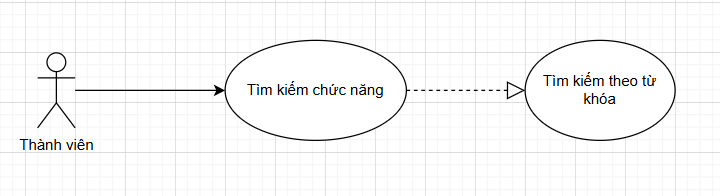 Thành viên
Tìm kiếm chức năng
Tìm kiếm theo từ
khóa